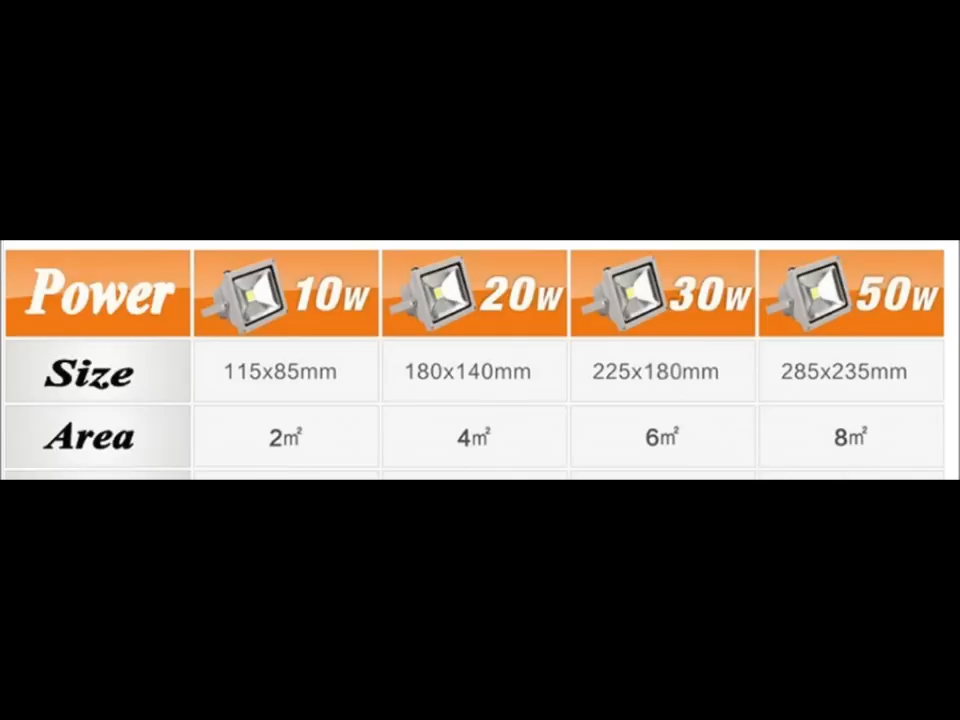 Power 10W 20W 30W 50W
Size 115x85mm 180x140mm 225x180mm 285x235mm
Area 2㎡ 4㎡ 6㎡ 8㎡